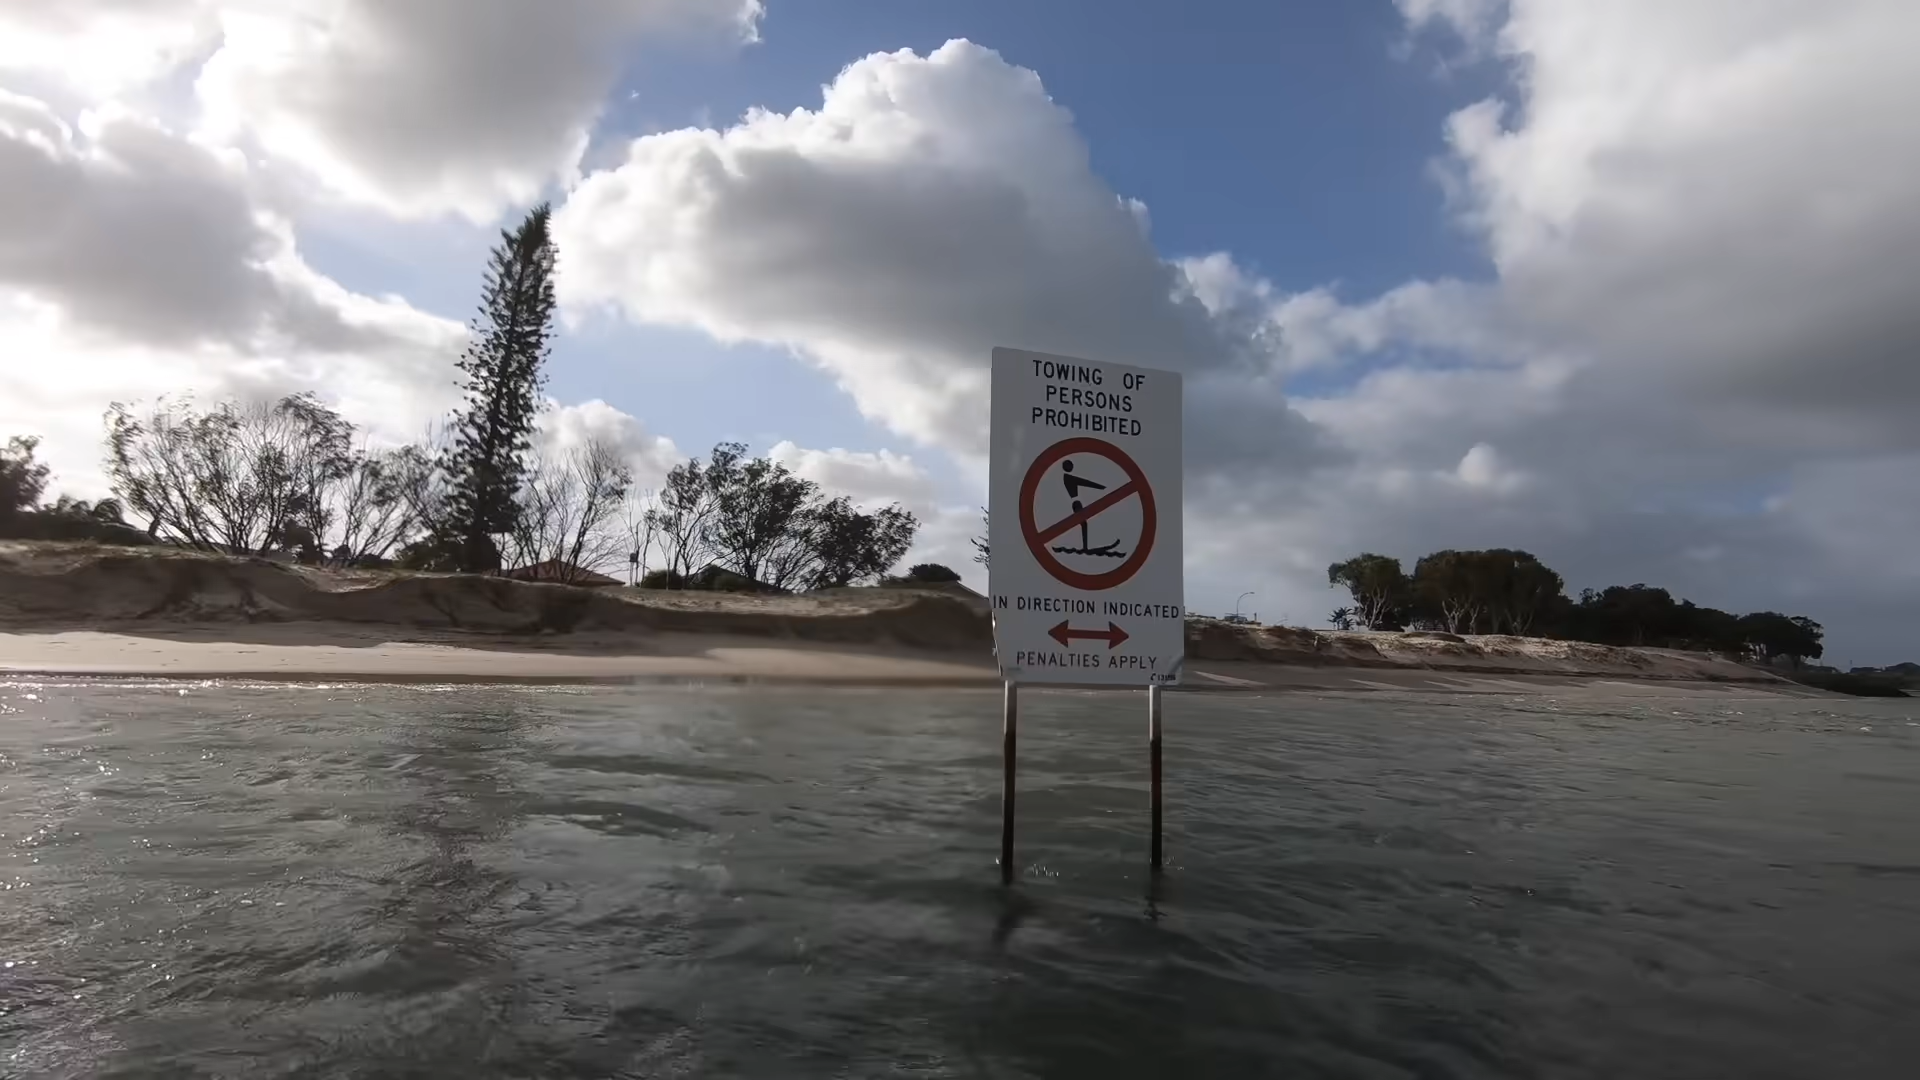 TOWING OF
PERSONS
PROHIBITED
IN DIRECTION INDICATED
PENALTIES APPLY